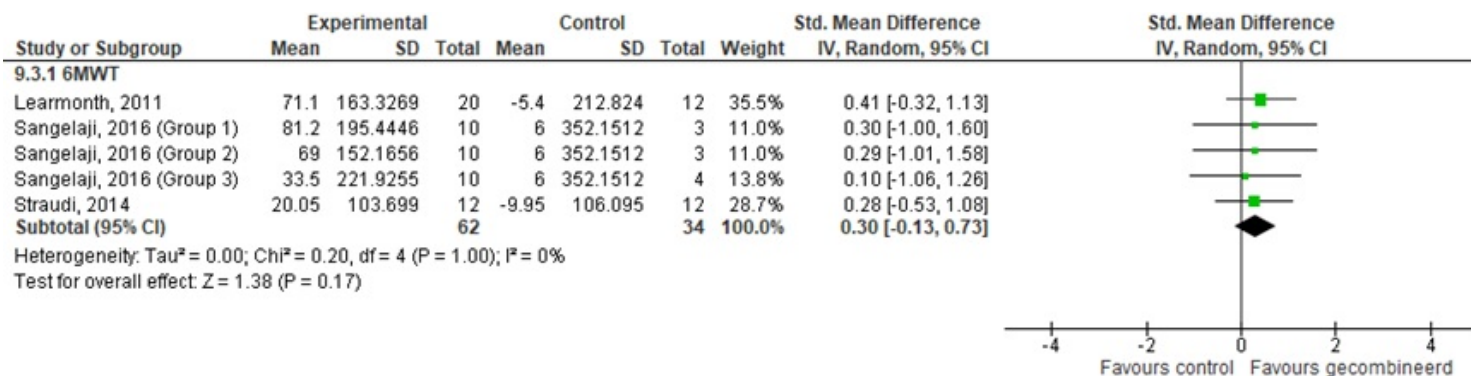 Experimental Control Std. Mean Difference Std. Mean Difference
Study or Subgroup Mean SD Total Mean SD Total Weight IV, Random, 95% CI IV, Random, 95% CI
9.3.1 6MWT
Learmonth, 2011 71.1 163.3269 20 -5.4 212.824 12 35.5% 0.41 [-0.32, 1.13]
Sangelaji, 2016 (Group 1) 81.2 195.4446 10 6 352.1512 3 11.0% 0.30 [-1.00, 1.60]
Sangelaji, 2016 (Group 2) 69 152.1656 10 6 352.1512 3 11.0% 0.29 [-1.01, 1.58]
Sangelaji, 2016 (Group 3) 33.5 221.9255 10 6 352.1512 4 13.8% 0.10 [-1.06, 1.26]
Straudi, 2014 20.05 103.699 12 -9.95 106.095 12 28.7% 0.28 [-0.53, 1.08]
Subtotal (95% CI) 62 34 100.0% 0.30 [-0.13, 0.73]
Heterogeneity: Tau² = 0.00; Chi² = 0.20, df = 4 (P = 1.00); I² = 0%
Test for overall effect: Z = 1.38 (P = 0.17)
-4 -2 0 2 4
Favours control Favours gecombineerd